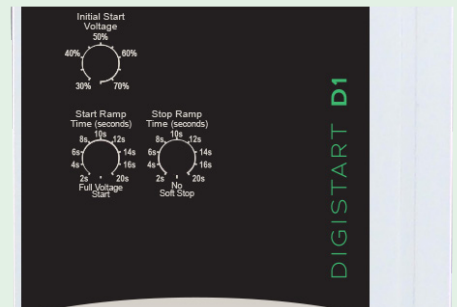 Initial Start
Voltage
50%
40% 60%
30% 70%
Start Ramp
Time (seconds)
10s
8s 12s
6s 14s
4s 16s
2s 20s
Full Voltage
Start
Stop Ramp
Time (seconds)
10s
8s 12s
6s 14s
4s 16s
2s 20s
No
Soft Stop
DIGISTART D1